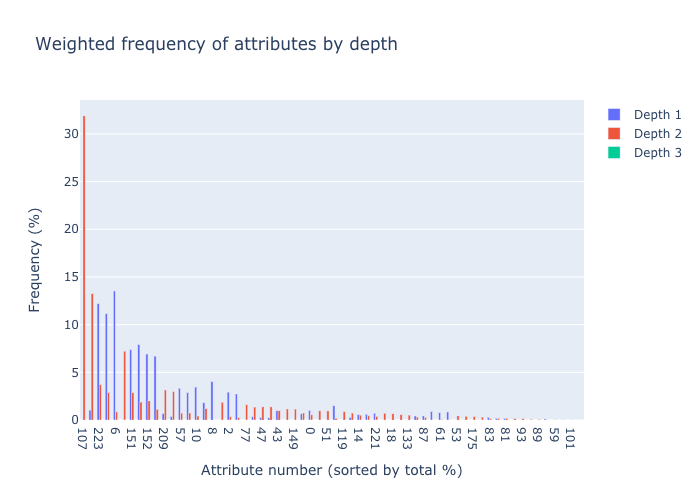 Weighted frequency of attributes by depth
Depth 1
Depth 2
Depth 3
30
25
20
15
10
5
0
Frequency (%)
107 223 6 151 152 209 57 10 8 2 77 47 43 149 0 51 119 14 221 18 133 87 61 53 175 83 81 93 89 59 101
Attribute number (sorted by total %)